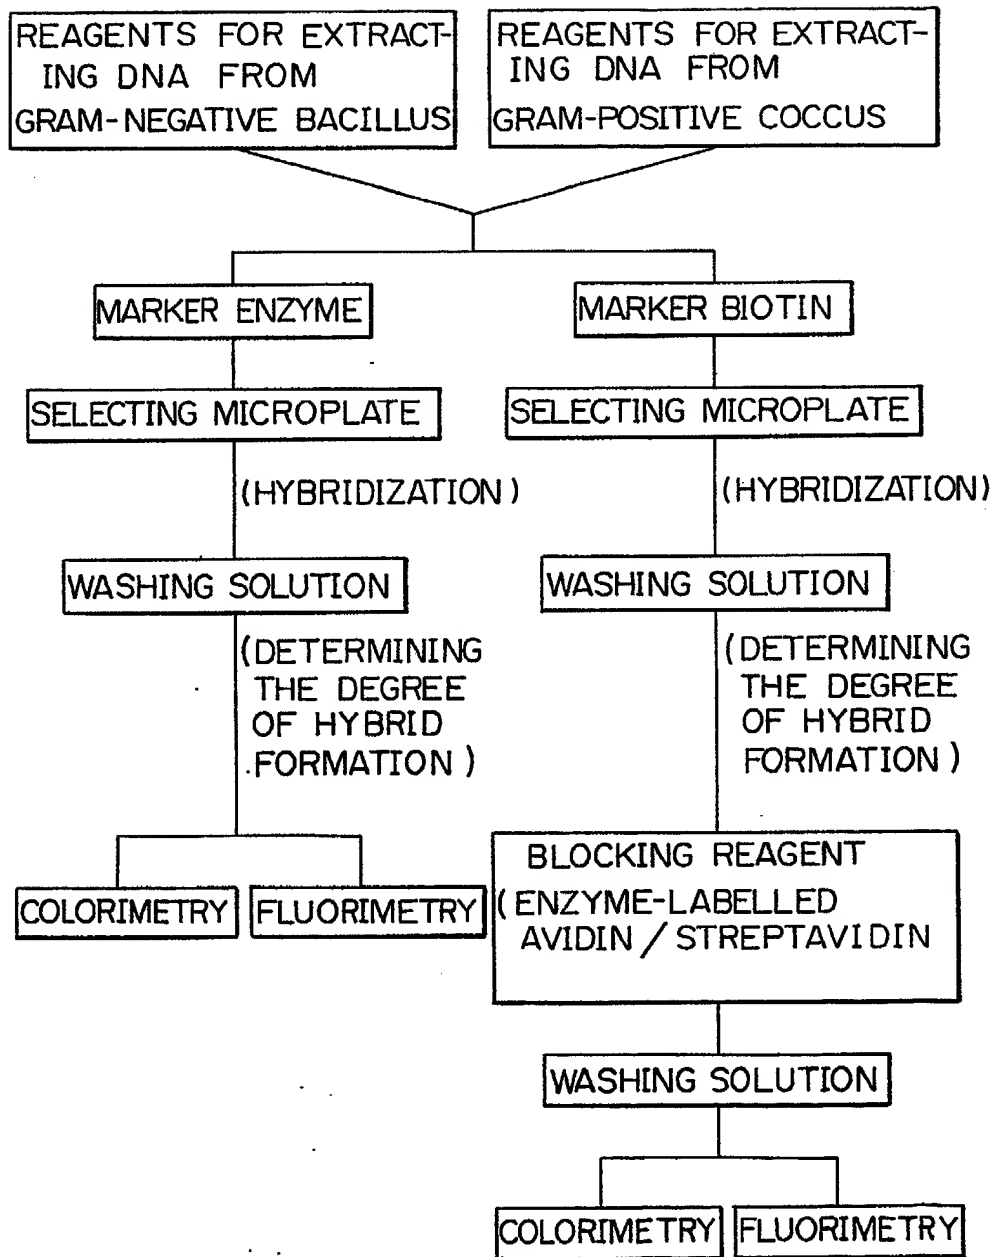 REAGENTS FOR EXTRACT-
ING DNA FROM
GRAM-NEGATIVE BACILLUS
REAGENTS FOR EXTRACT-
ING DNA FROM
GRAM-POSITIVE COCCUS
MARKER ENZYME
MARKER BIOTIN
SELECTING MICROPLATE
SELECTING MICROPLATE
(HYBRIDIZATION)
(HYBRIDIZATION)
WASHING SOLUTION
WASHING SOLUTION
(DETERMINING
THE DEGREE
OF HYBRID
FORMATION)
(DETERMINING
THE DEGREE
OF HYBRID
FORMATION)
COLORIMETRY
FLUORIMETRY
BLOCKING REAGENT
(ENZYME-LABELLED
AVIDIN / STREPTAVIDIN
WASHING SOLUTION
COLORIMETRY
FLUORIMETRY